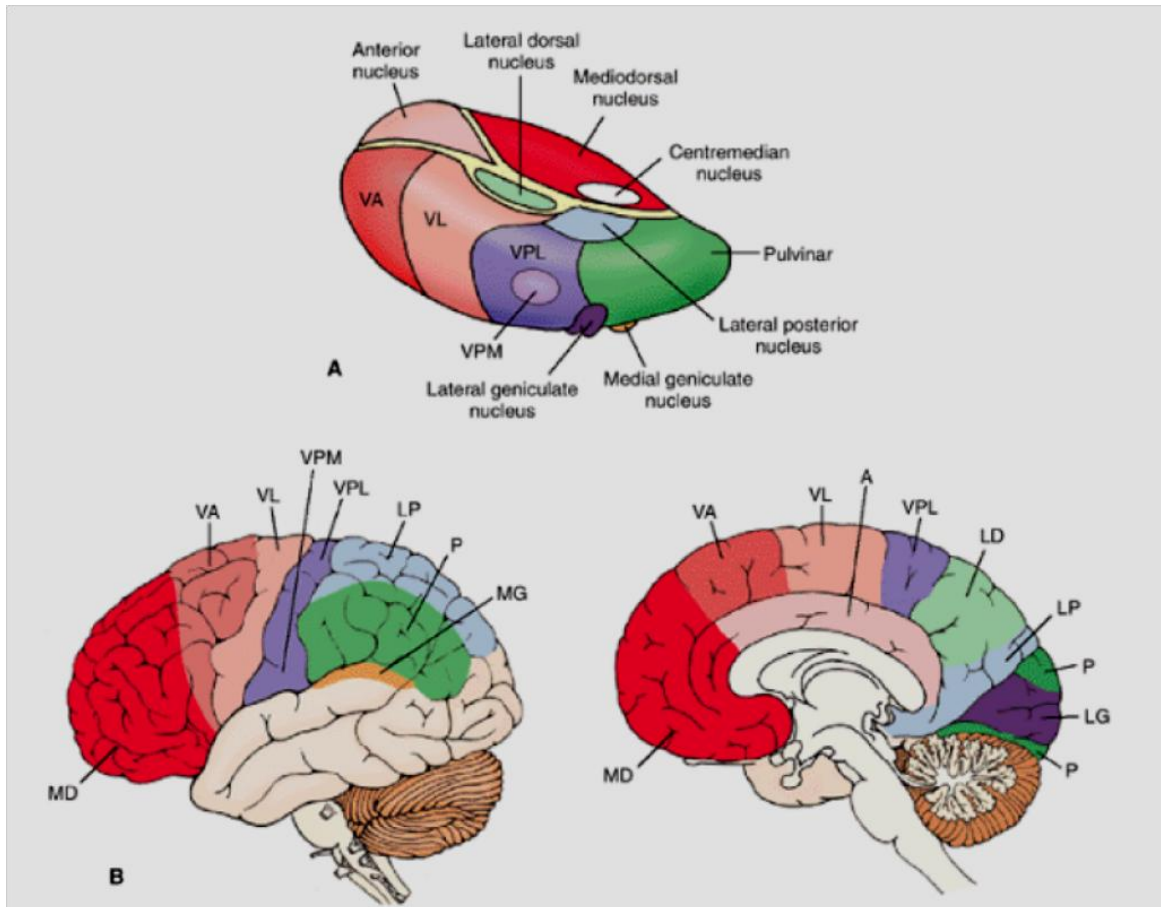 Anterior
nucleus
Lateral dorsal
nucleus
Mediodorsal
nucleus
Centremedian
nucleus
VA
VL
VPL
Pulvinar
Lateral posterior
nucleus
VPM
A
Lateral geniculate
nucleus
Medial geniculate
nucleus
VPM
VA
VL
VPL
LP
P
MG
MD
B
A
VA
VL
VPL
LD
LP
P
LG
P
MD